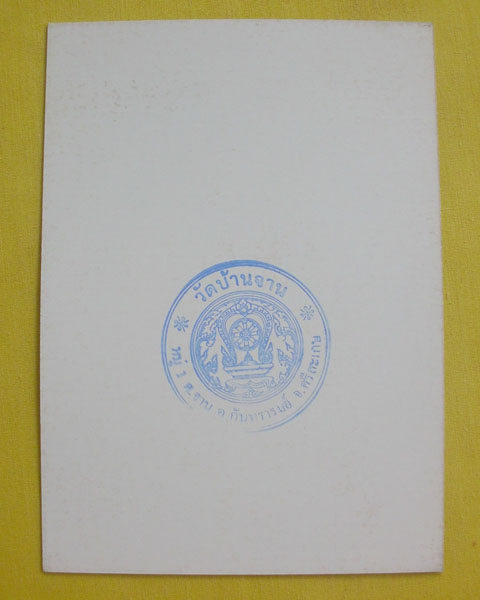 วัดบ้านจาน
หมู่ ๖ ต.จาน อ.กันทรารมย์ จ.ศรีสะเกษ